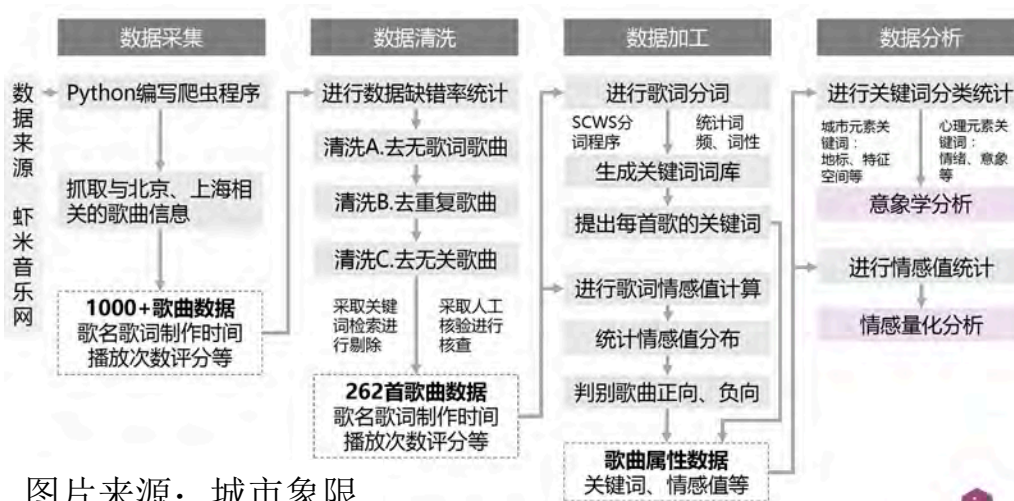 数据采集
数据来源 虾米音乐网
Python编写爬虫程序
抓取与北京、上海相
关的歌曲信息
1000+歌曲数据
歌名歌词制作时间
播放次数评分等
数据清洗
进行数据缺错率统计
清洗A.去无歌词歌曲
清洗B.去重复歌曲
清洗C.去无关歌曲
采取关键
词检索进
行剔除
采取人工
核验进行
核查
262首歌曲数据
歌名歌词制作时间
播放次数评分等
数据加工
进行歌词分词
SCWS分
词程序
统计词
频、词性
生成关键词词库
提出每首歌的关键词
进行歌词情感值计算
统计情感值分布
判别歌曲正向、负向
歌曲属性数据
关键词、情感值等
数据分析
进行关键词分类统计
城市元素关
键词：
地标、特征
空间等
心理元素关
键词：
情绪、意象
等
意象学分析
进行情感值统计
情感量化分析
图片来源：城市象限